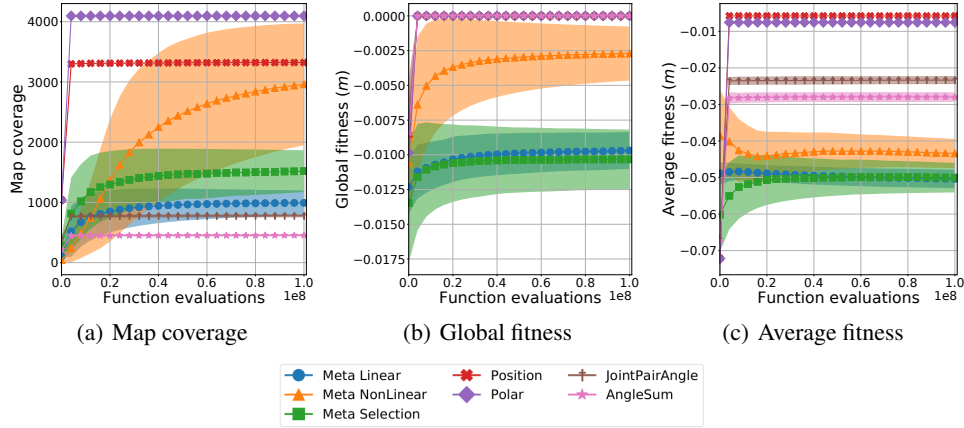 4000
3000
2000
1000
0
Map coverage
0.0 0.2 0.4 0.6 0.8 1.0
Function evaluations 1e8
(a) Map coverage
0.0000
−0.0025
−0.0050
−0.0075
−0.0100
−0.0125
−0.0150
−0.0175
Global fitness (m)
0.0 0.2 0.4 0.6 0.8 1.0
Function evaluations 1e8
(b) Global fitness
−0.01
−0.02
−0.03
−0.04
−0.05
−0.06
−0.07
Average fitness (m)
0.0 0.2 0.4 0.6 0.8 1.0
Function evaluations 1e8
(c) Average fitness
Meta Linear
Meta NonLinear
Meta Selection
Position
Polar
JointPairAngle
AngleSum